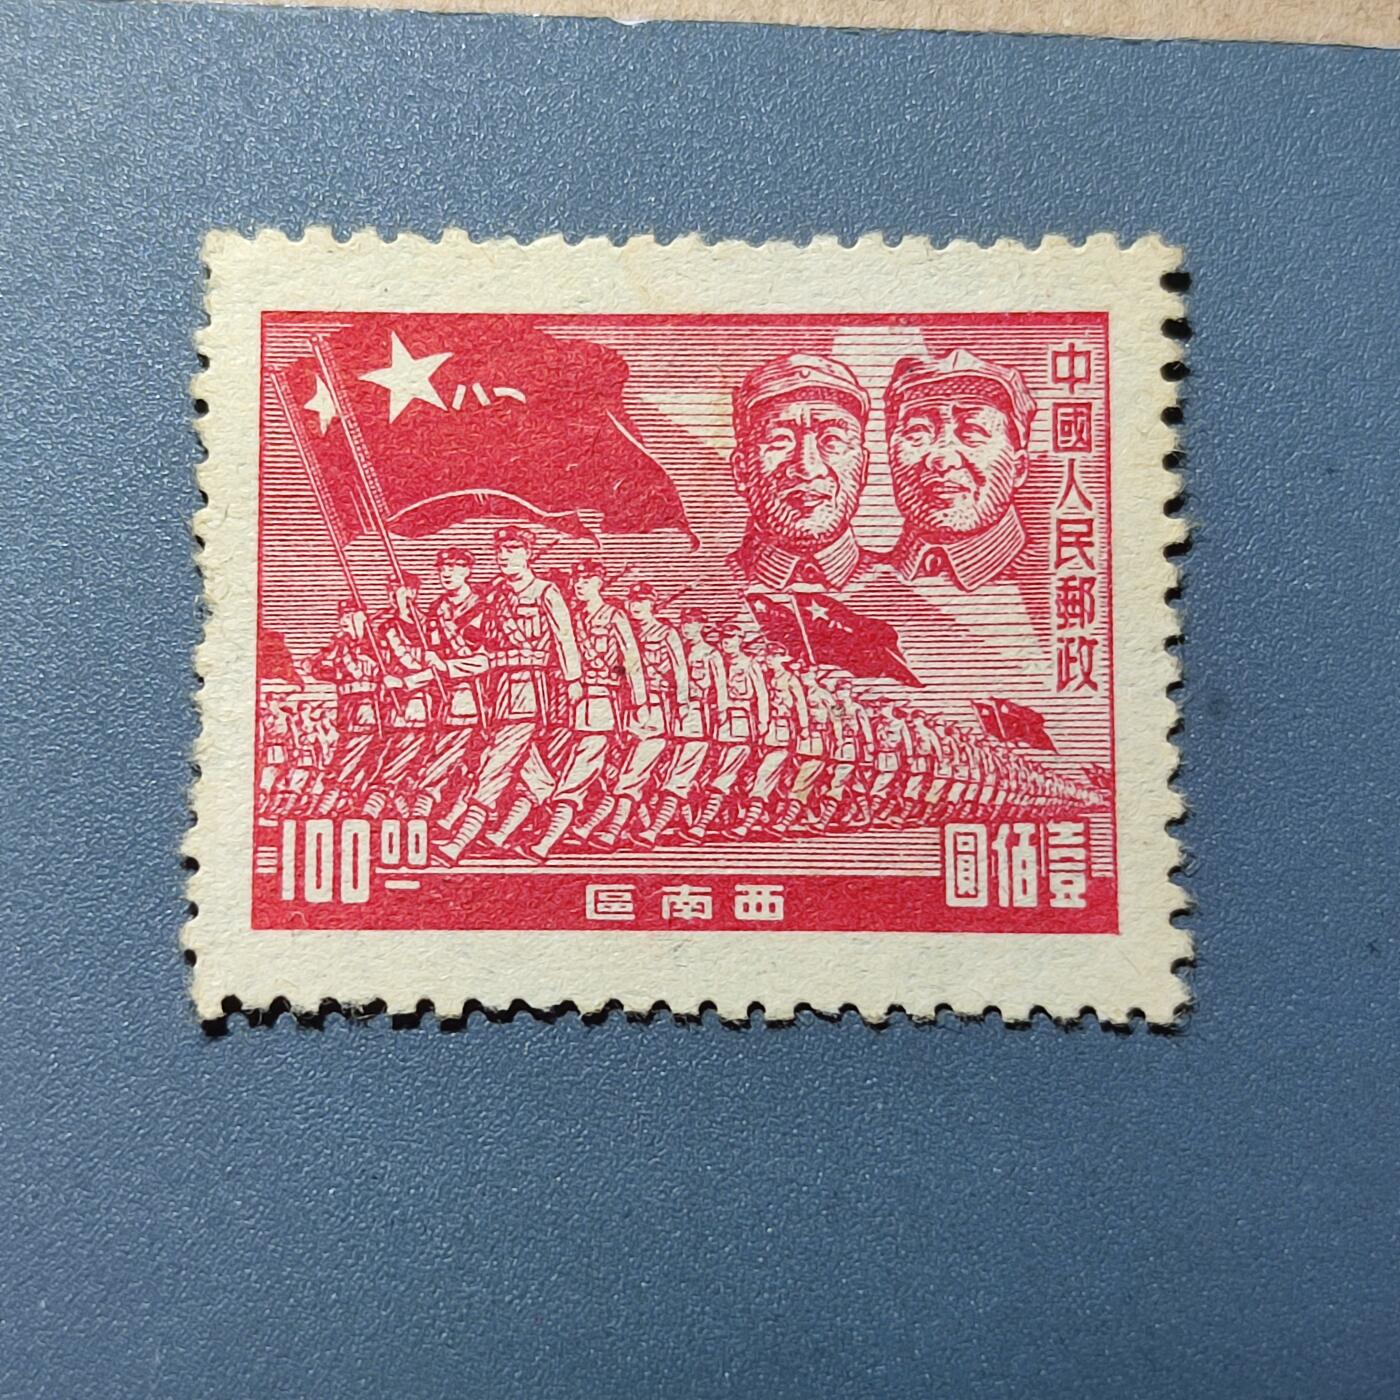 八一
中國人民郵政
100.00
區南西
圓佰壹